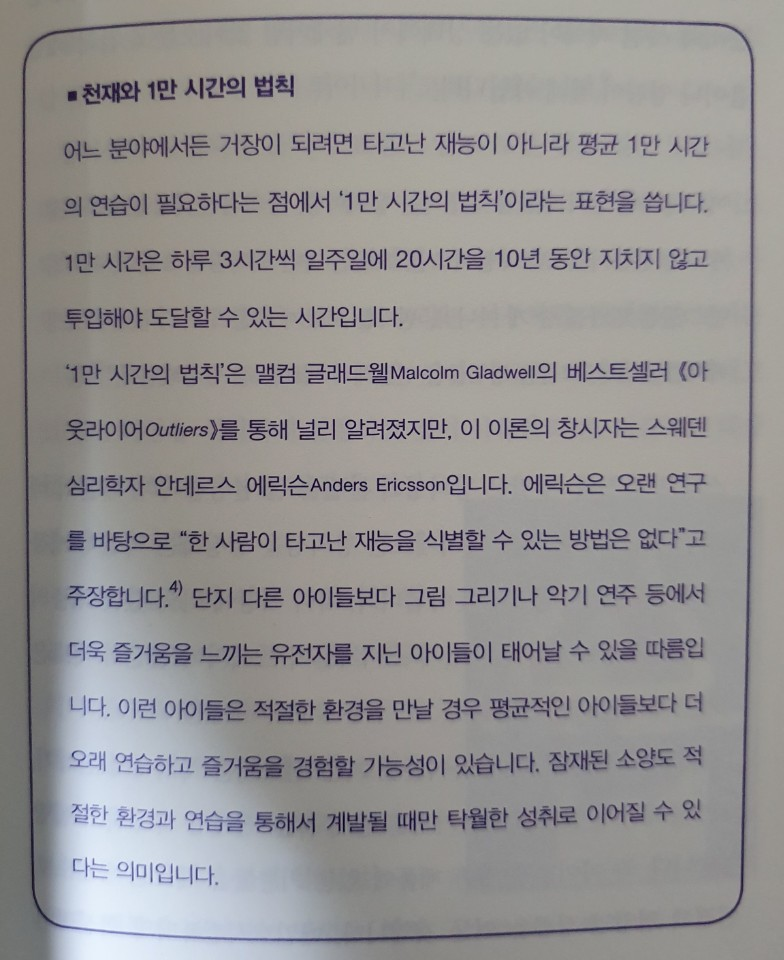 ▪ 천재와 1만 시간의 법칙
어느 분야에서든 거장이 되려면 타고난 재능이 아니라 평균 1만 시간
의 연습이 필요하다는 점에서 ‘1만 시간의 법칙’이라는 표현을 씁니다.
1만 시간은 하루 3시간씩 일주일에 20시간을 10년 동안 지치지 않고
투입해야 도달할 수 있는 시간입니다.
‘1만 시간의 법칙’은 맬컴 글래드웰Malcolm Gladwell의 베스트셀러 《아
웃라이어Outliers》를 통해 널리 알려졌지만, 이 이론의 창시자는 스웨덴
심리학자 안데르스 에릭슨Anders Ericsson입니다. 에릭슨은 오랜 연구
를 바탕으로 “한 사람이 타고난 재능을 식별할 수 있는 방법은 없다”고
주장합니다.4) 단지 다른 아이들보다 그림 그리기나 악기 연주 등에서
더욱 즐거움을 느끼는 유전자를 지닌 아이들이 태어날 수 있을 따름입
니다. 이런 아이들은 적절한 환경을 만날 경우 평균적인 아이들보다 더
오래 연습하고 즐거움을 경험할 가능성이 있습니다. 잠재된 소양도 적
절한 환경과 연습을 통해서 계발될 때만 탁월한 성취로 이어질 수 있
다는 의미입니다.